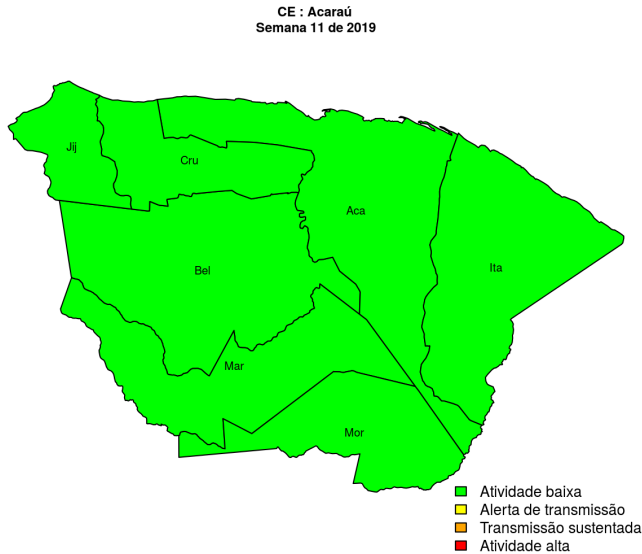 CE : Acaraú
Semana 11 de 2019
Jij
Cru
Aca
Bel
Ita
Mar
Mor
Atividade baixa
Alerta de transmissão
Transmissão sustentada
Atividade alta